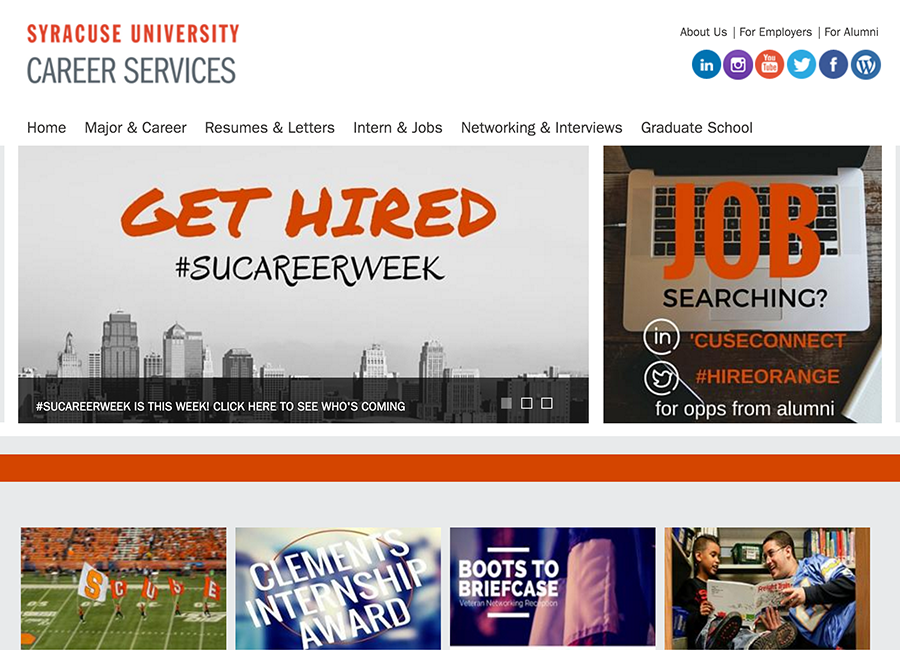 SYRACUSE UNIVERSITY
CAREER SERVICES
About Us | For Employers | For Alumni
in
You
Tube
f
W
Home Major & Career Resumes & Letters Intern & Jobs Networking & Interviews Graduate School
GET HIRED
#SUCAREERWEEK
#SUCAREERWEEK IS THIS WEEK! CLICK HERE TO SEE WHO'S COMING
JOB
SEARCHING?
in 'CUSECONNECT
#HIREORANGE
for opps from alumni
S C U S E
CLEMENTS
INTERNSHIP
AWARD
BOOTS TO
BRIEFCASE
Veteran Networking Reception